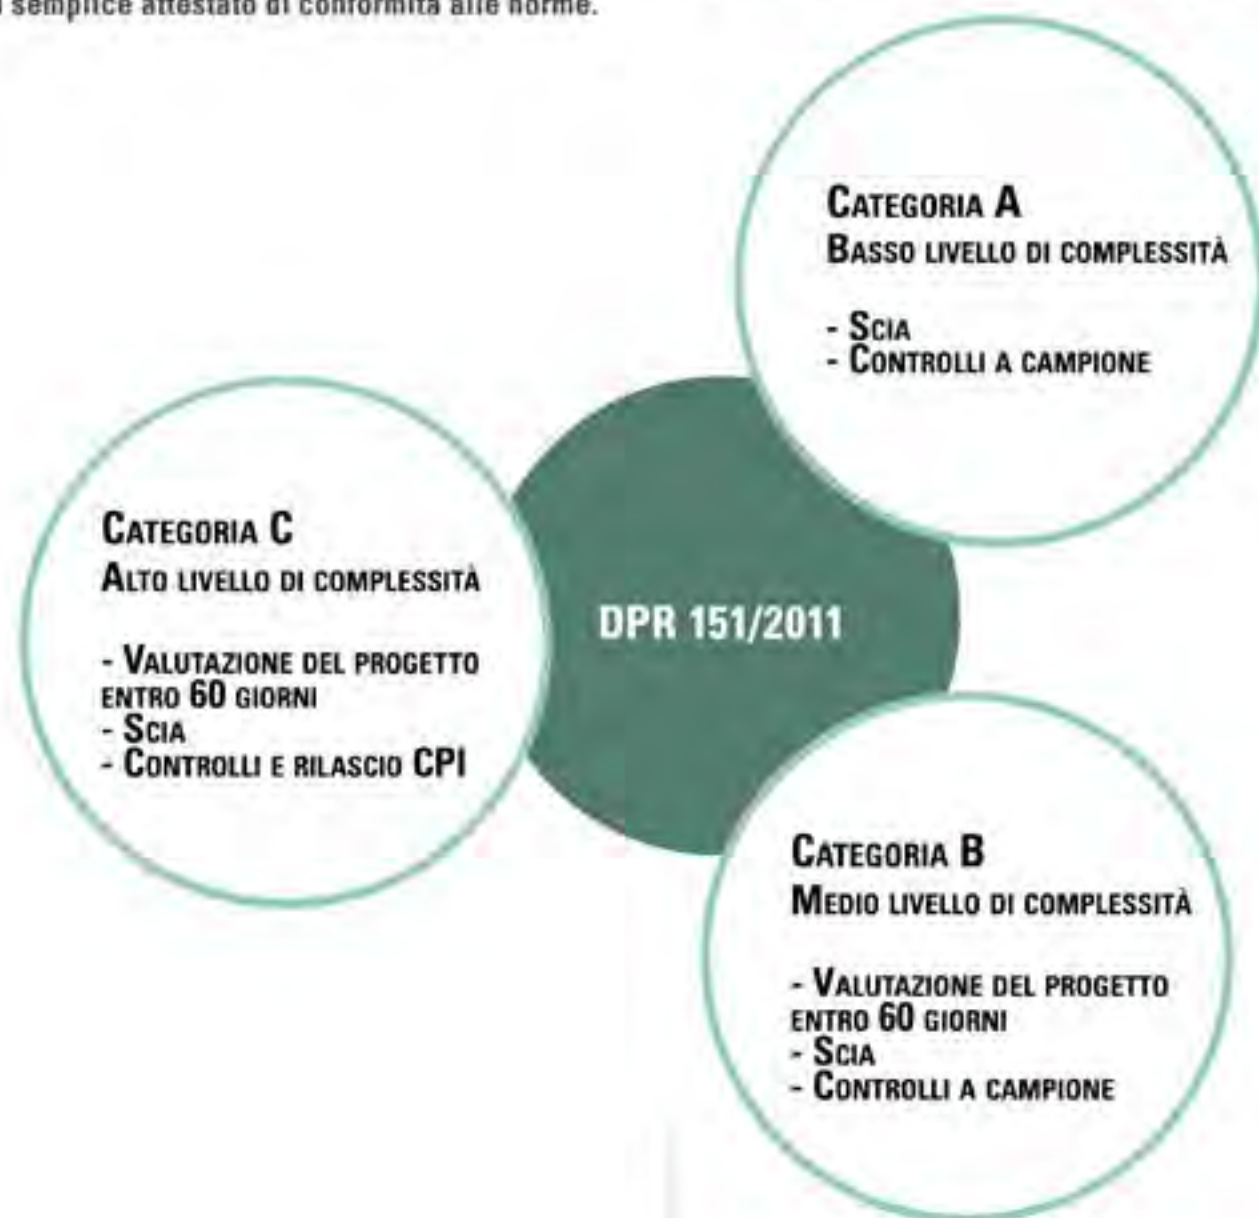 semplice attestato di conformità alle norme.
CATEGORIA A
BASSO LIVELLO DI COMPLESSITÀ
- SCIA
- CONTROLLI A CAMPIONE
CATEGORIA C
ALTO LIVELLO DI COMPLESSITÀ
- VALUTAZIONE DEL PROGETTO
ENTRO 60 GIORNI
- SCIA
- CONTROLLI E RILASCIO CPI
DPR 151/2011
CATEGORIA B
MEDIO LIVELLO DI COMPLESSITÀ
- VALUTAZIONE DEL PROGETTO
ENTRO 60 GIORNI
- SCIA
- CONTROLLI A CAMPIONE